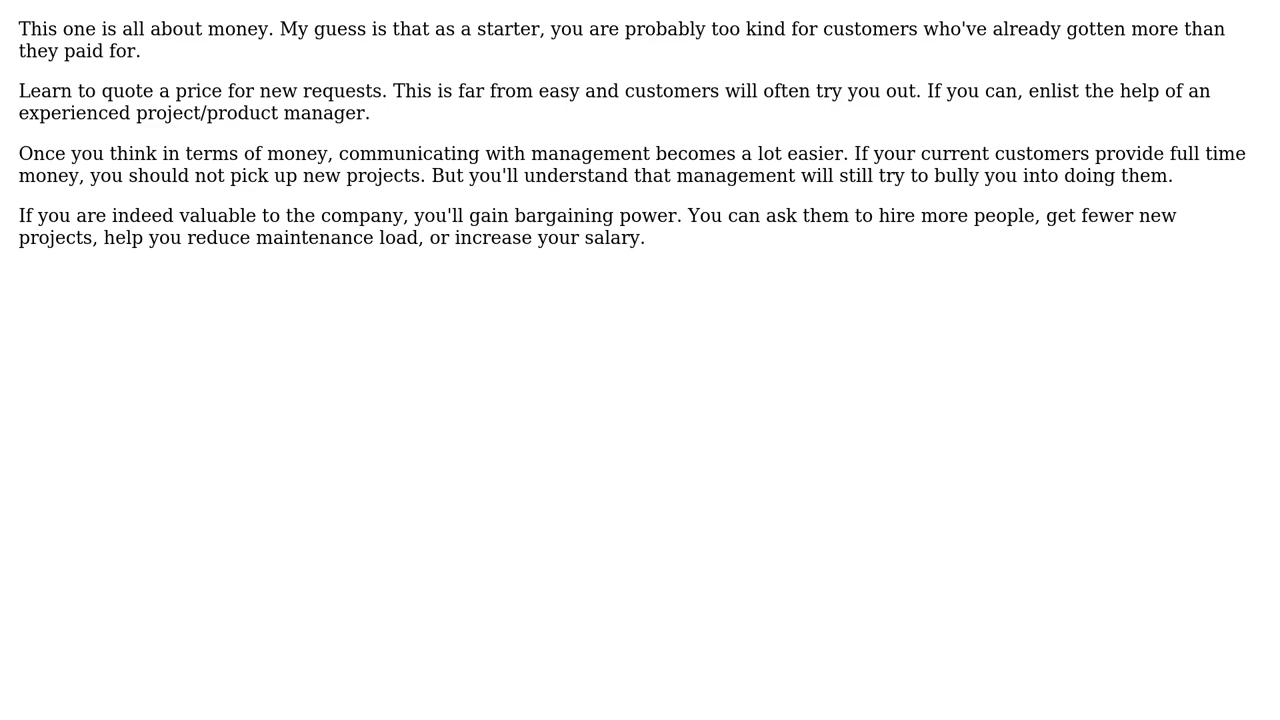 This one is all about money. My guess is that as a starter, you are probably too kind for customers who've already gotten more than
they paid for.
Learn to quote a price for new requests. This is far from easy and customers will often try you out. If you can, enlist the help of an
experienced project/product manager.
Once you think in terms of money, communicating with management becomes a lot easier. If your current customers provide full time
money, you should not pick up new projects. But you'll understand that management will still try to bully you into doing them.
If you are indeed valuable to the company, you'll gain bargaining power. You can ask them to hire more people, get fewer new
projects, help you reduce maintenance load, or increase your salary.